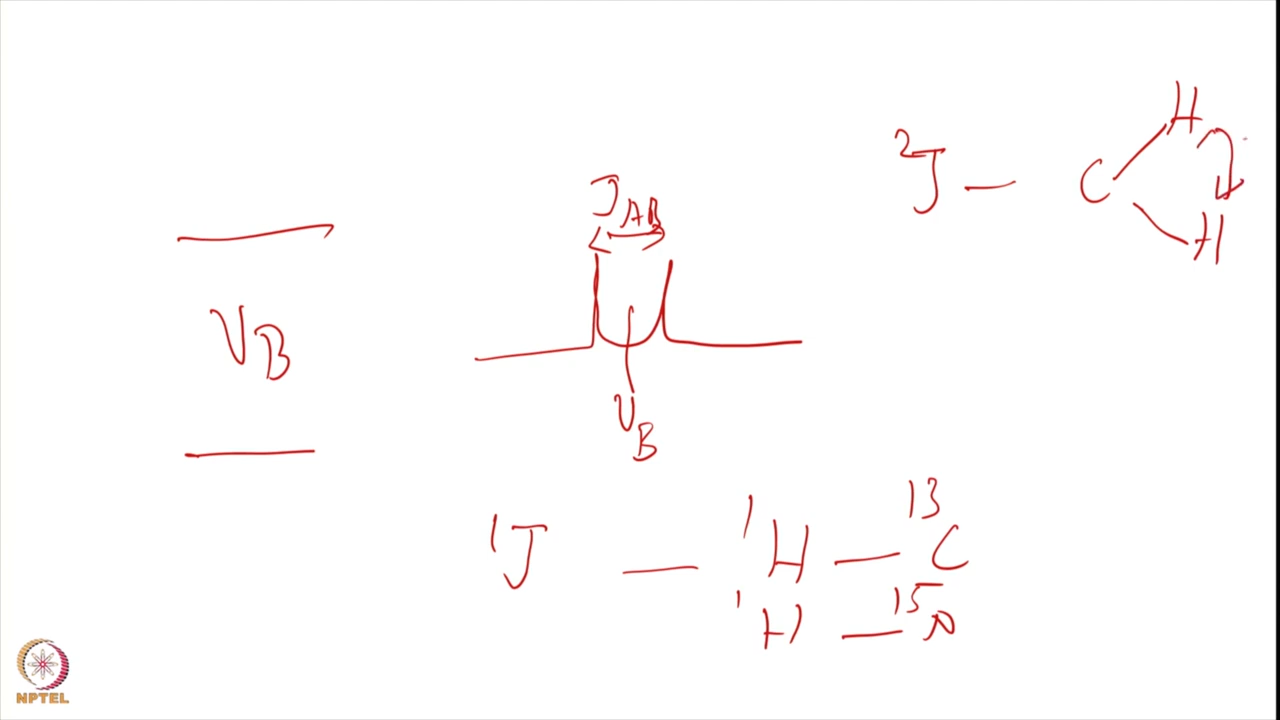 ²J — C H H
J_AB
ν_B
ν_B
¹J — ¹H — ¹³C
¹H — ¹⁵N
NPTEL